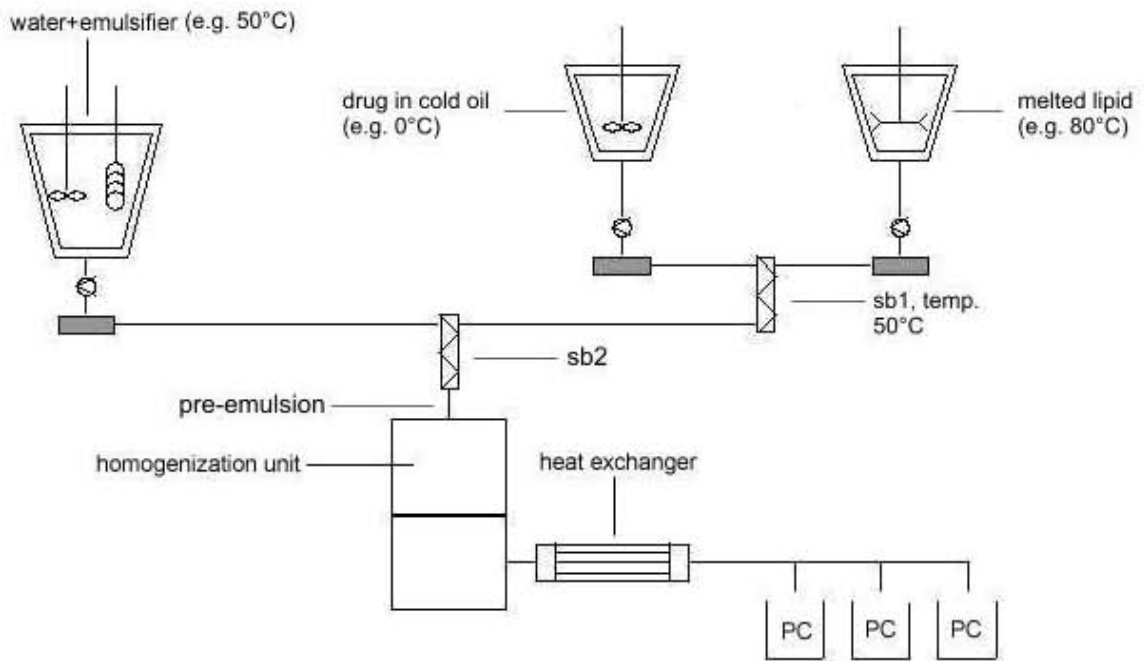 water+emulsifier (e.g. 50°C)
drug in cold oil
(e.g. 0°C)
melted lipid
(e.g. 80°C)
sb1, temp.
50°C
sb2
pre-emulsion
homogenization unit
heat exchanger
PC
PC
PC